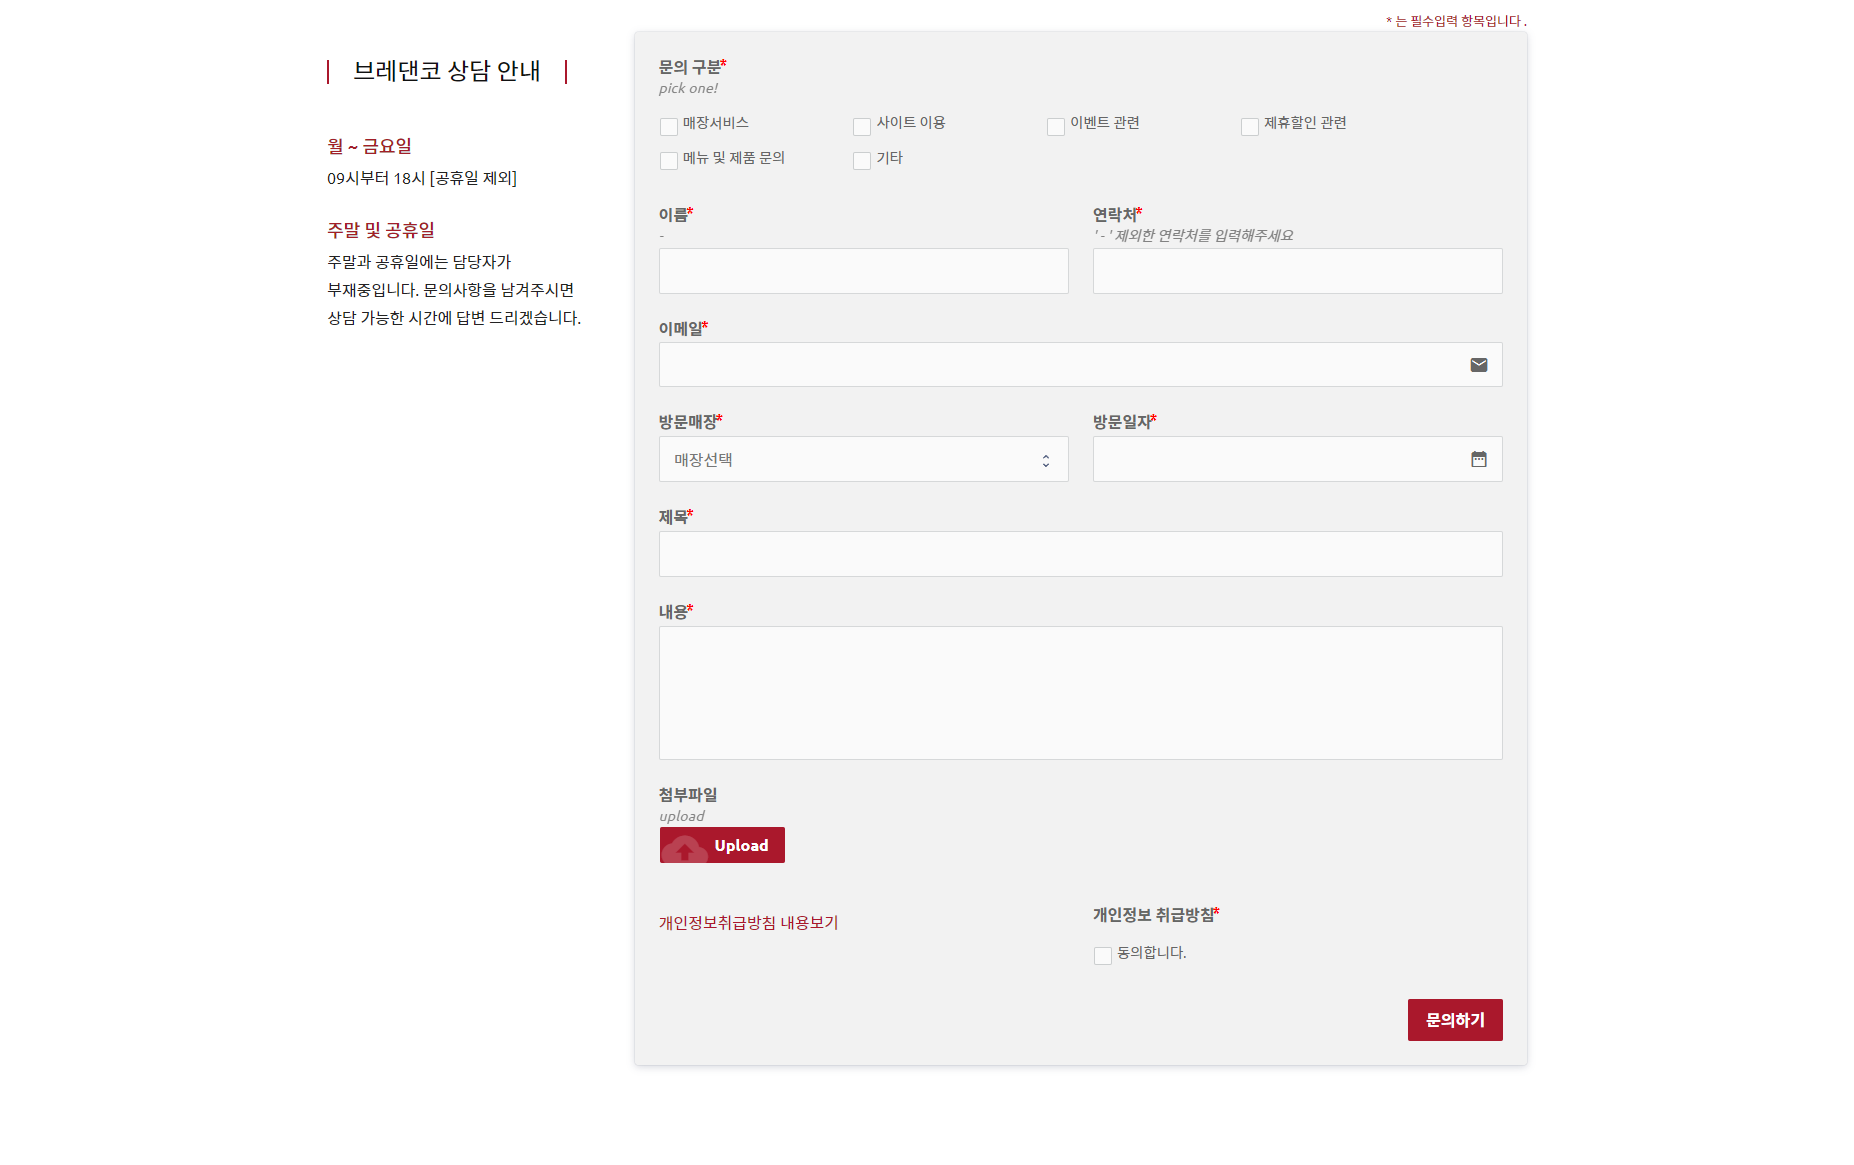 * 는 필수입력 항목입니다 .
브레댄코 상담 안내
월 ~ 금요일
09시부터 18시 [공휴일 제외]
주말 및 공휴일
주말과 공휴일에는 담당자가
부재중입니다. 문의사항을 남겨주시면
상담 가능한 시간에 답변 드리겠습니다.
문의 구분*
pick one!
매장서비스
사이트 이용
이벤트 관련
제휴할인 관련
메뉴 및 제품 문의
기타
이름*
-
연락처*
' - ' 제외한 연락처를 입력해주세요
이메일*
방문매장*
매장선택
방문일자*
제목*
내용*
첨부파일
upload
Upload
개인정보취급방침 내용보기
개인정보 취급방침*
동의합니다.
문의하기